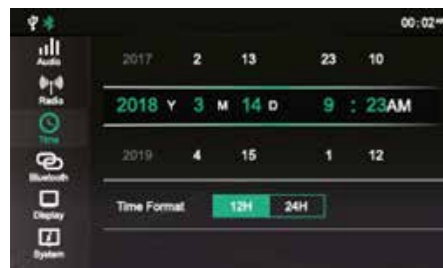 00:02
Audio
2017 2 13 23 10
Radio
2018 Y 3 M 14 D 9 : 23AM
Time
2019 4 15 1 12
Bluetooth
Display
Time Format 12H 24H
System